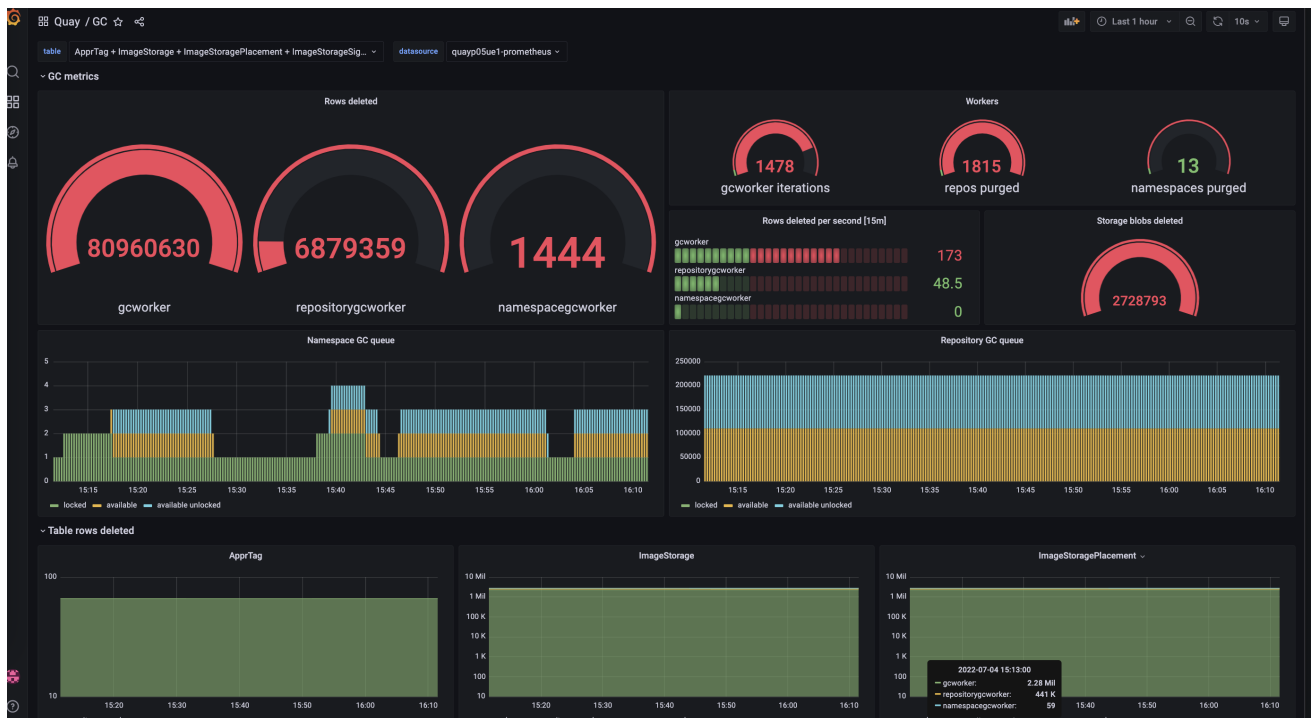 Quay / GC
Last 1 hour
10s
table
ApprTag + ImageStorage + ImageStoragePlacement + ImageStorageSig...
datasource
quayp05ue1-prometheus
GC metrics
Rows deleted
80960630
gcworker
6879359
repositorygcworker
1444
namespacegcworker
Workers
1478
gcworker iterations
1815
repos purged
13
namespaces purged
Rows deleted per second [15m]
gcworker
173
repositorygcworker
48.5
namespacegcworker
0
Storage blobs deleted
2728793
Namespace GC queue
5
4
3
2
1
0
15:15 15:20 15:25 15:30 15:35 15:40 15:45 15:50 15:55 16:00 16:05 16:10
locked available available unlocked
Repository GC queue
250000
200000
150000
100000
50000
0
15:15 15:20 15:25 15:30 15:35 15:40 15:45 15:50 15:55 16:00 16:05 16:10
locked available available unlocked
Table rows deleted
ApprTag
100
10
15:20 15:30 15:40 15:50 16:00 16:10
ImageStorage
10 Mil
1 Mil
100 K
10 K
1 K
100
10
15:20 15:30 15:40 15:50 16:00 16:10
ImageStoragePlacement
10 Mil
1 Mil
100 K
10 K
1 K
100
10
2022-07-04 15:13:00
gcworker: 2.28 Mil
repositorygcworker: 441 K
namespacegcworker: 59
15:40 15:50 16:00 16:10